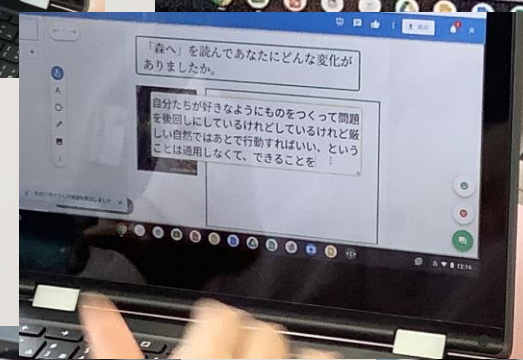 「森へ」を読んであなたにどんな変化が
ありましたか。
自分たちが好きなようにものをつくって問題
を後回しにしているけれどしているけれど厳
しい自然ではあとで行動すればいい、という
ことは通用しなくて、できることを
12:16